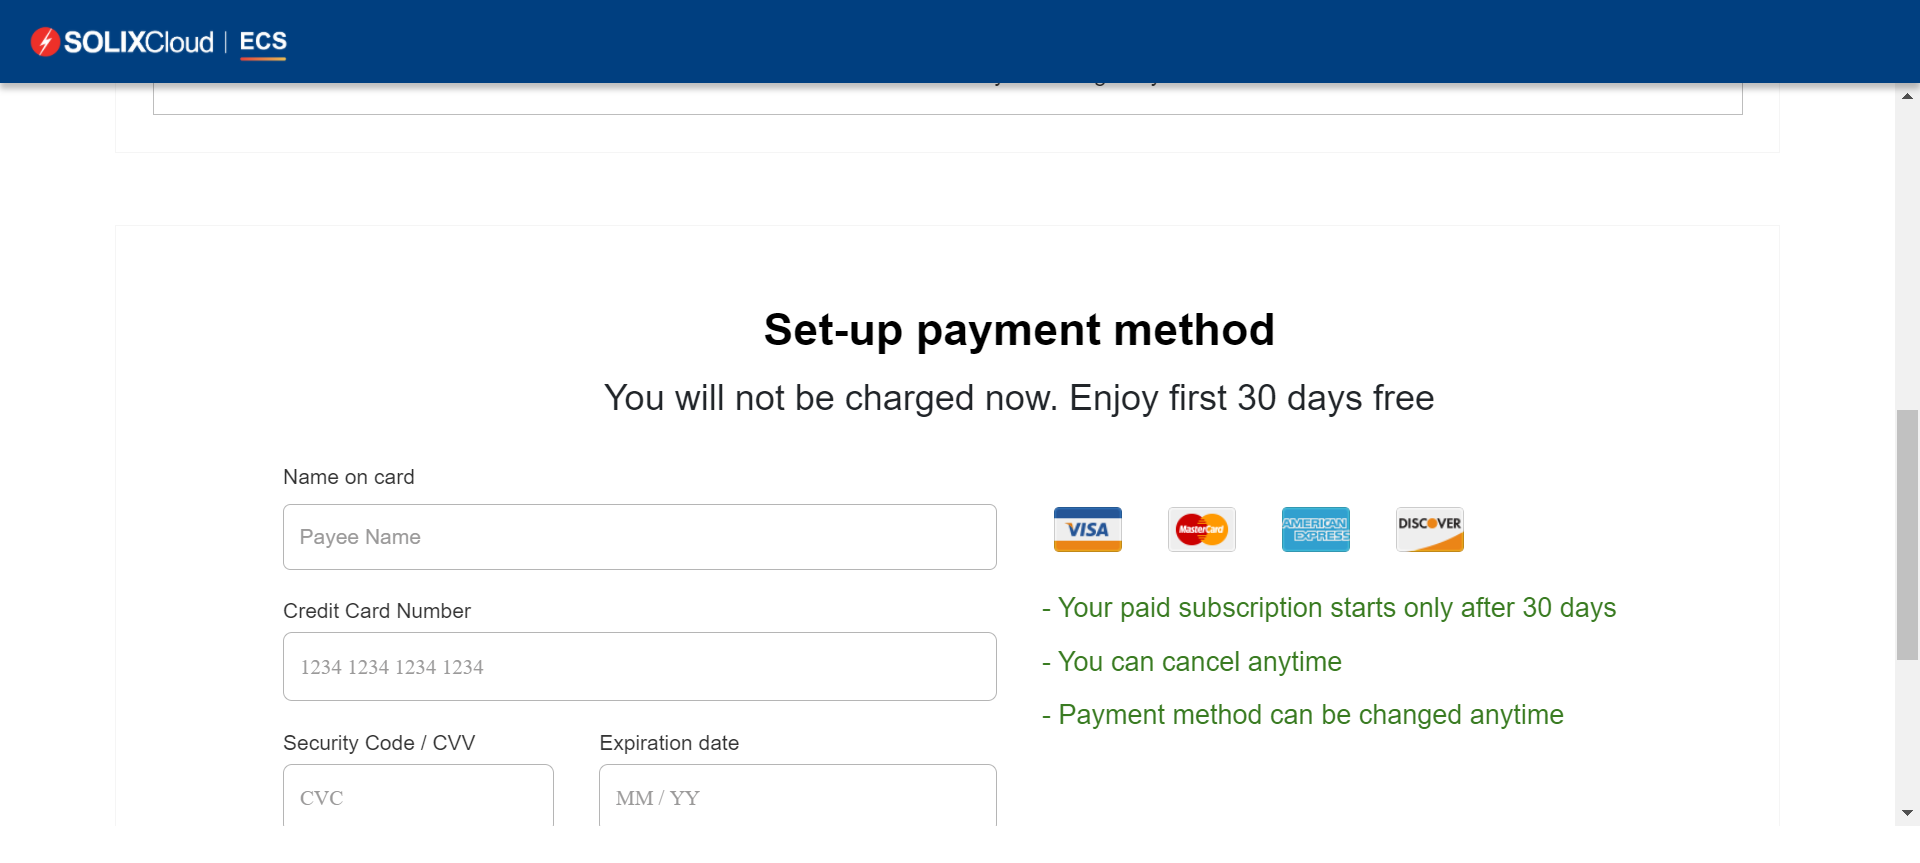 SOLIXCloud | ECS
Set-up payment method
You will not be charged now. Enjoy first 30 days free
Name on card
Payee Name
VISA MasterCard AMERICAN EXPRESS DISCOVER
Credit Card Number
1234 1234 1234 1234
- Your paid subscription starts only after 30 days
- You can cancel anytime
- Payment method can be changed anytime
Security Code / CVV
Expiration date
CVC
MM / YY